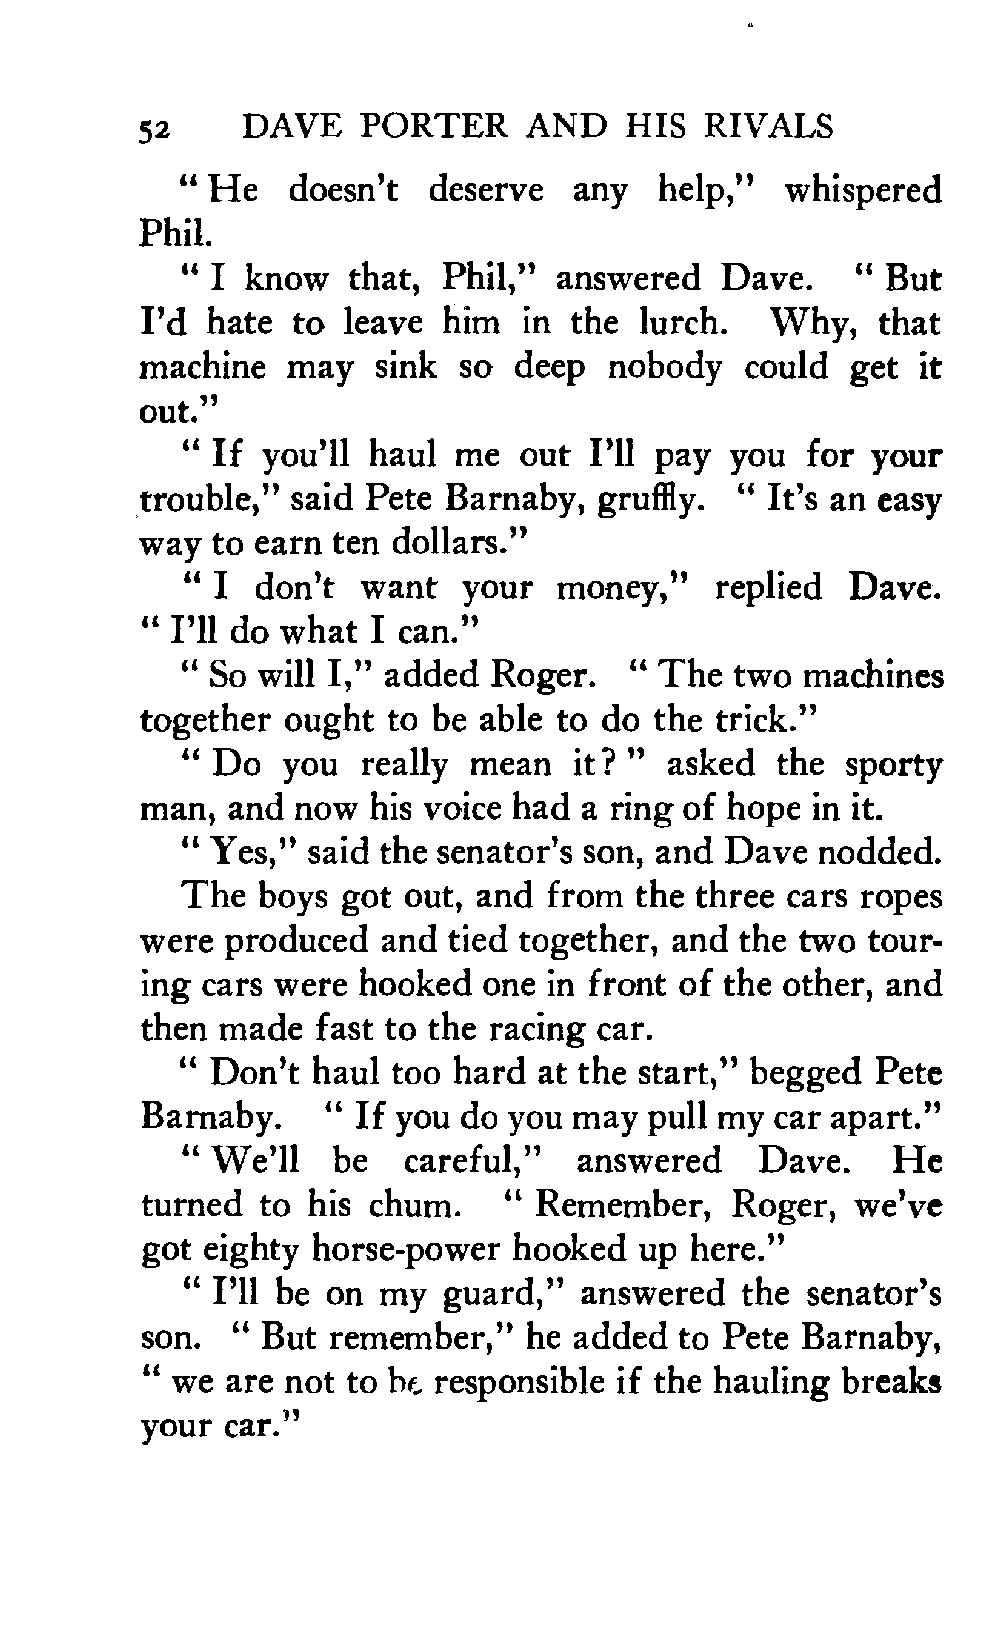 52 DAVE PORTER AND HIS RIVALS
" He doesn't deserve any help," whispered
Phil.
" I know that, Phil," answered Dave. " But
I'd hate to leave him in the lurch. Why, that
machine may sink so deep nobody could get it
out."
" If you'll haul me out I'll pay you for your
trouble," said Pete Barnaby, gruffly. " It's an easy
way to earn ten dollars."
" I don't want your money," replied Dave.
" I'll do what I can."
" So will I," added Roger. " The two machines
together ought to be able to do the trick."
" Do you really mean it? " asked the sporty
man, and now his voice had a ring of hope in it.
" Yes," said the senator's son, and Dave nodded.
The boys got out, and from the three cars ropes
were produced and tied together, and the two tour-
ing cars were hooked one in front of the other, and
then made fast to the racing car.
" Don't haul too hard at the start," begged Pete
Barnaby. " If you do you may pull my car apart."
" We'll be careful," answered Dave. He
turned to his chum. " Remember, Roger, we've
got eighty horse-power hooked up here."
" I'll be on my guard," answered the senator's
son. " But remember," he added to Pete Barnaby,
" we are not to be responsible if the hauling breaks
your car."